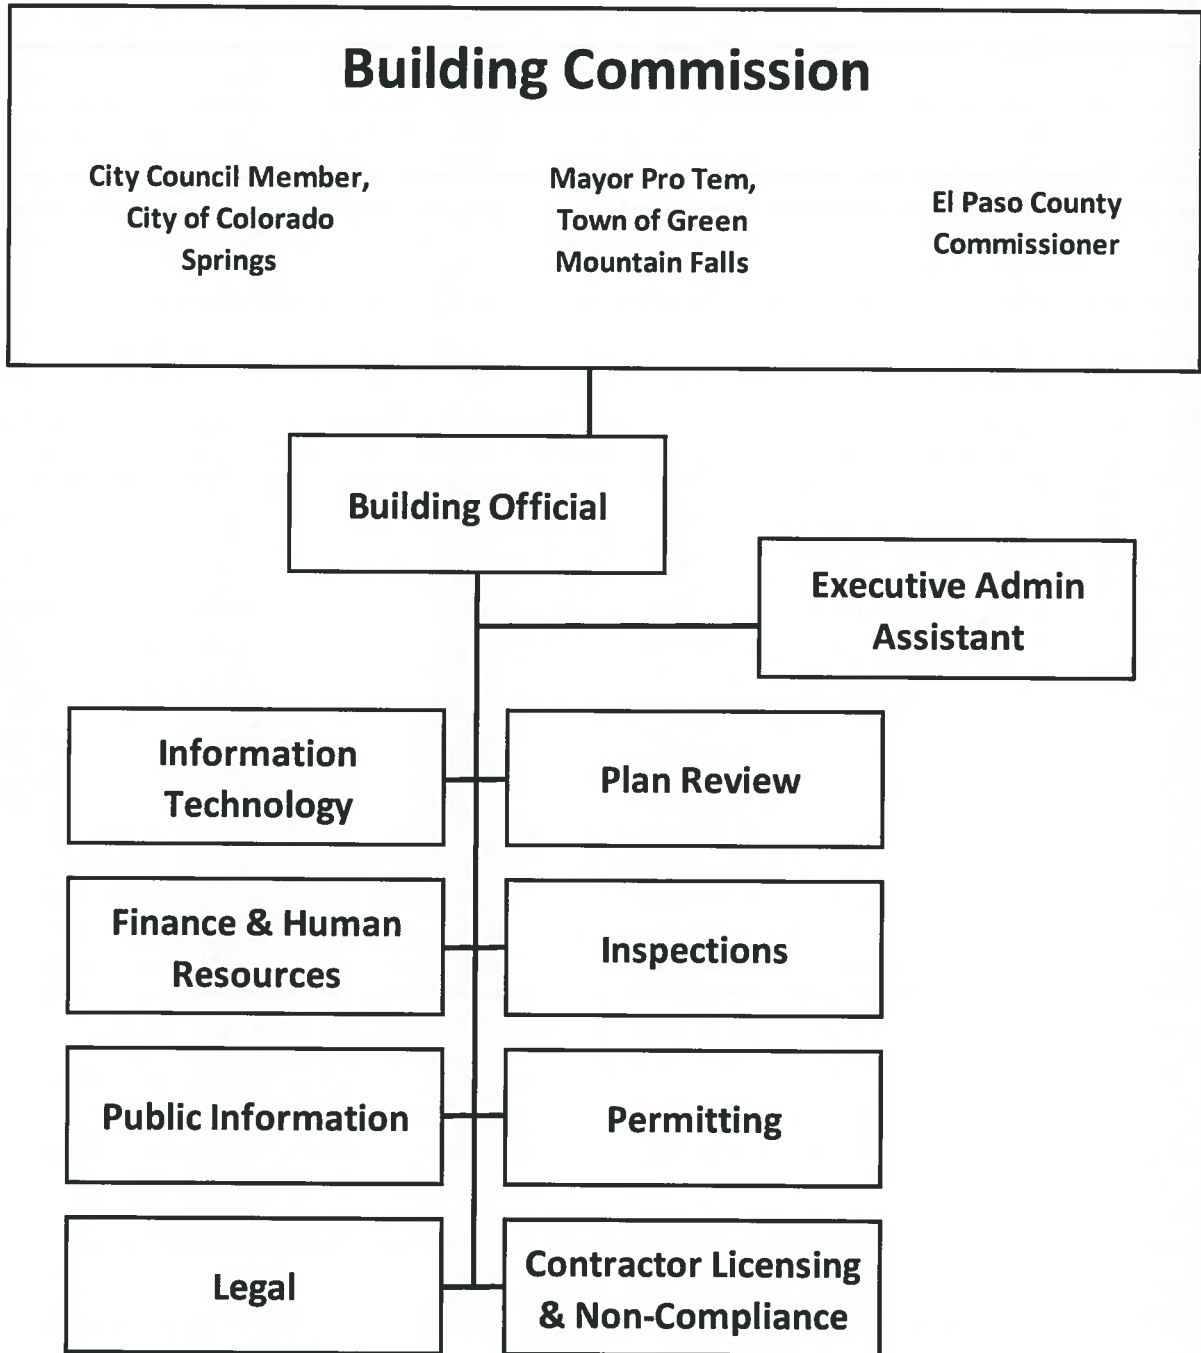 Building Commission
City Council Member,
City of Colorado
Springs
Mayor Pro Tem,
Town of Green
Mountain Falls
El Paso County
Commissioner
Building Official
Executive Admin
Assistant
Information
Technology
Plan Review
Finance & Human
Resources
Inspections
Public Information
Permitting
Legal
Contractor Licensing
& Non-Compliance